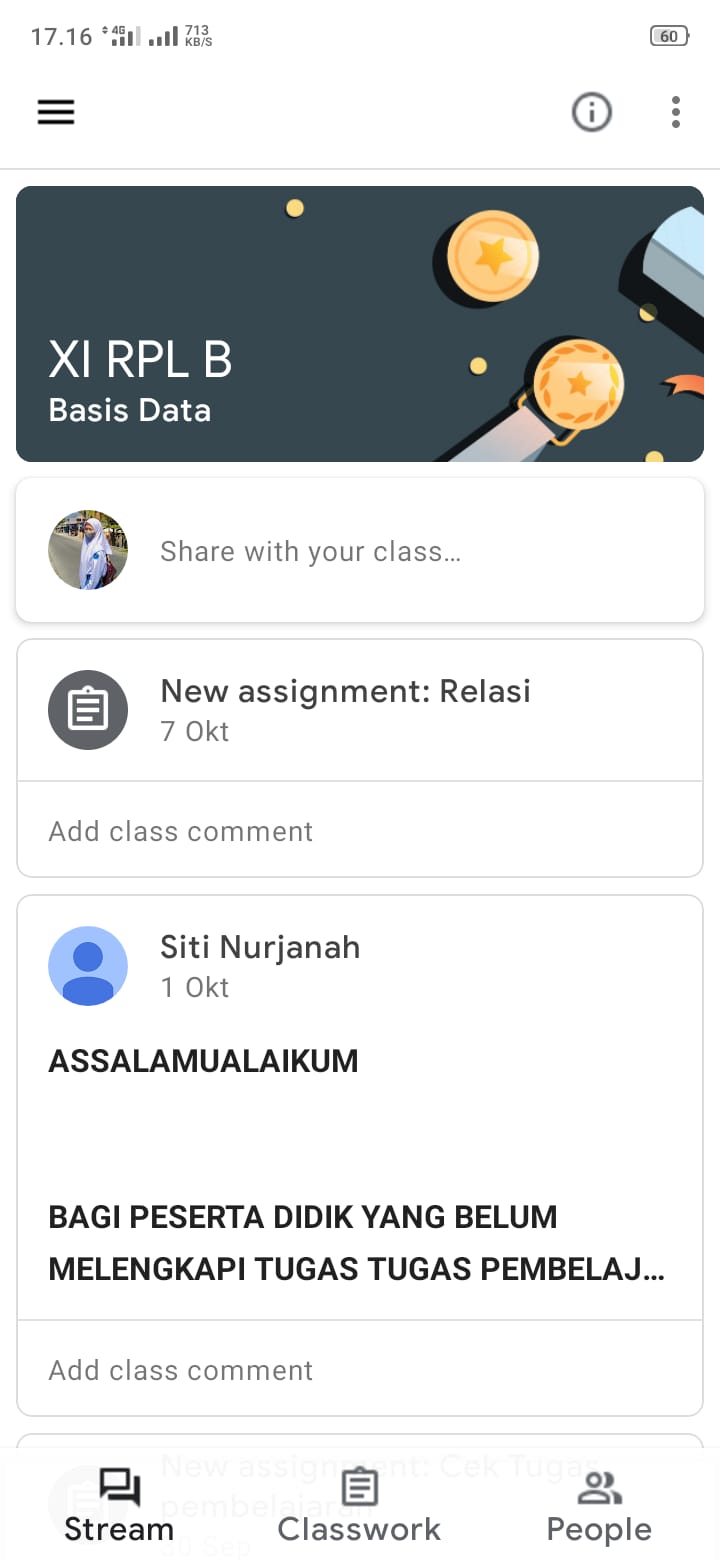 17.16 4G 713 KB/S 60
XI RPL B
Basis Data
Share with your class...
New assignment: Relasi
7 Okt
Add class comment
Siti Nurjanah
1 Okt
ASSALAMUALAIKUM
BAGI PESERTA DIDIK YANG BELUM
MELENGKAPI TUGAS TUGAS PEMBELAJ...
Add class comment
New assignment: Cek Tugas
pembelajaran
30 Sep
Stream Classwork People